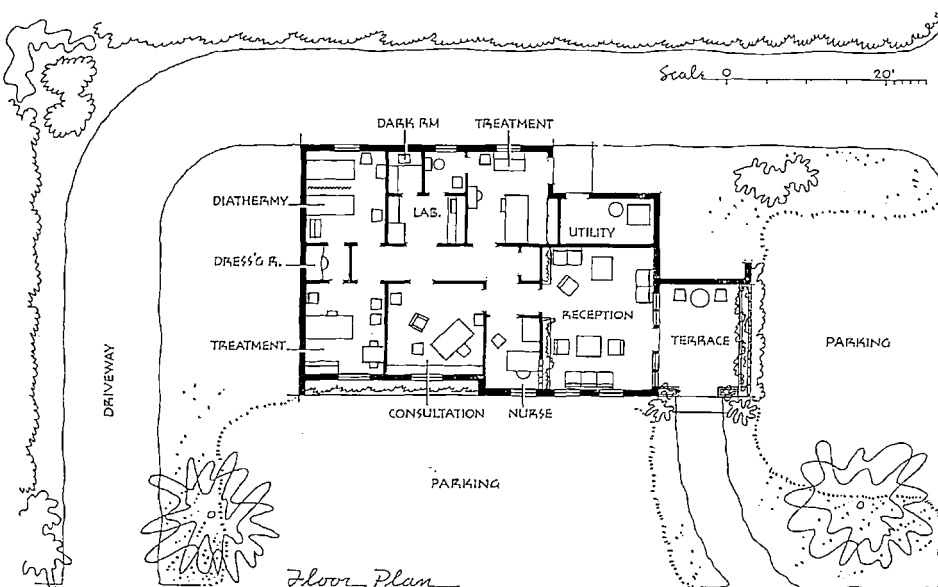 Scale 0 20'
DARK RM TREATMENT
DIATHERMY
LAB.
UTILITY
DRESS'G R.
RECEPTION
TREATMENT
TERRACE
PARKING
DRIVEWAY
CONSULTATION NURSE
PARKING
Floor Plan